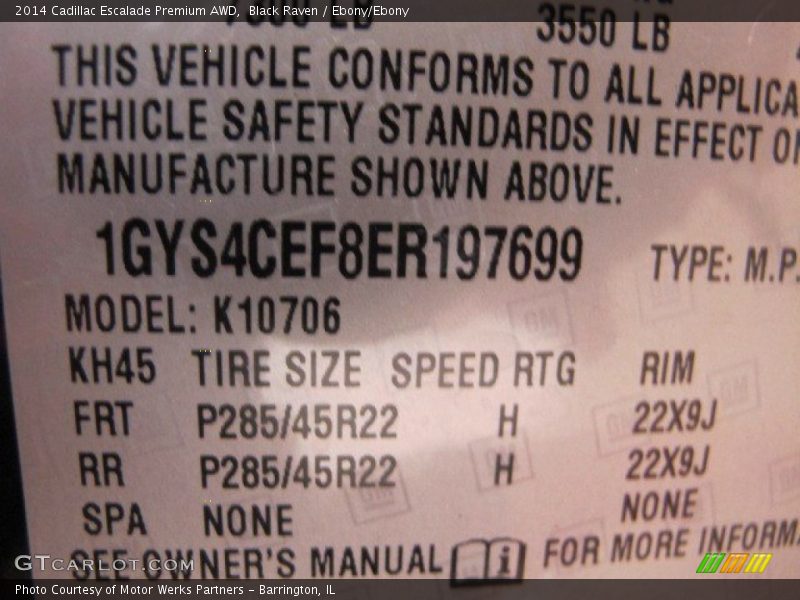 2014 Cadillac Escalade Premium AWD, Black Raven / Ebony/Ebony
3550 LB
THIS VEHICLE CONFORMS TO ALL APPLICA
VEHICLE SAFETY STANDARDS IN EFFECT ON
MANUFACTURE SHOWN ABOVE.
1GYS4CEF8ER197699 TYPE: M.P.
MODEL: K10706
KH45 TIRE SIZE SPEED RTG RIM
FRT P285/45R22 H 22X9J
RR P285/45R22 H 22X9J
SPA NONE NONE
SEE OWNER'S MANUAL i FOR MORE INFORMA
GTCARLOT.COM
Photo Courtesy of Motor Werks Partners – Barrington, IL